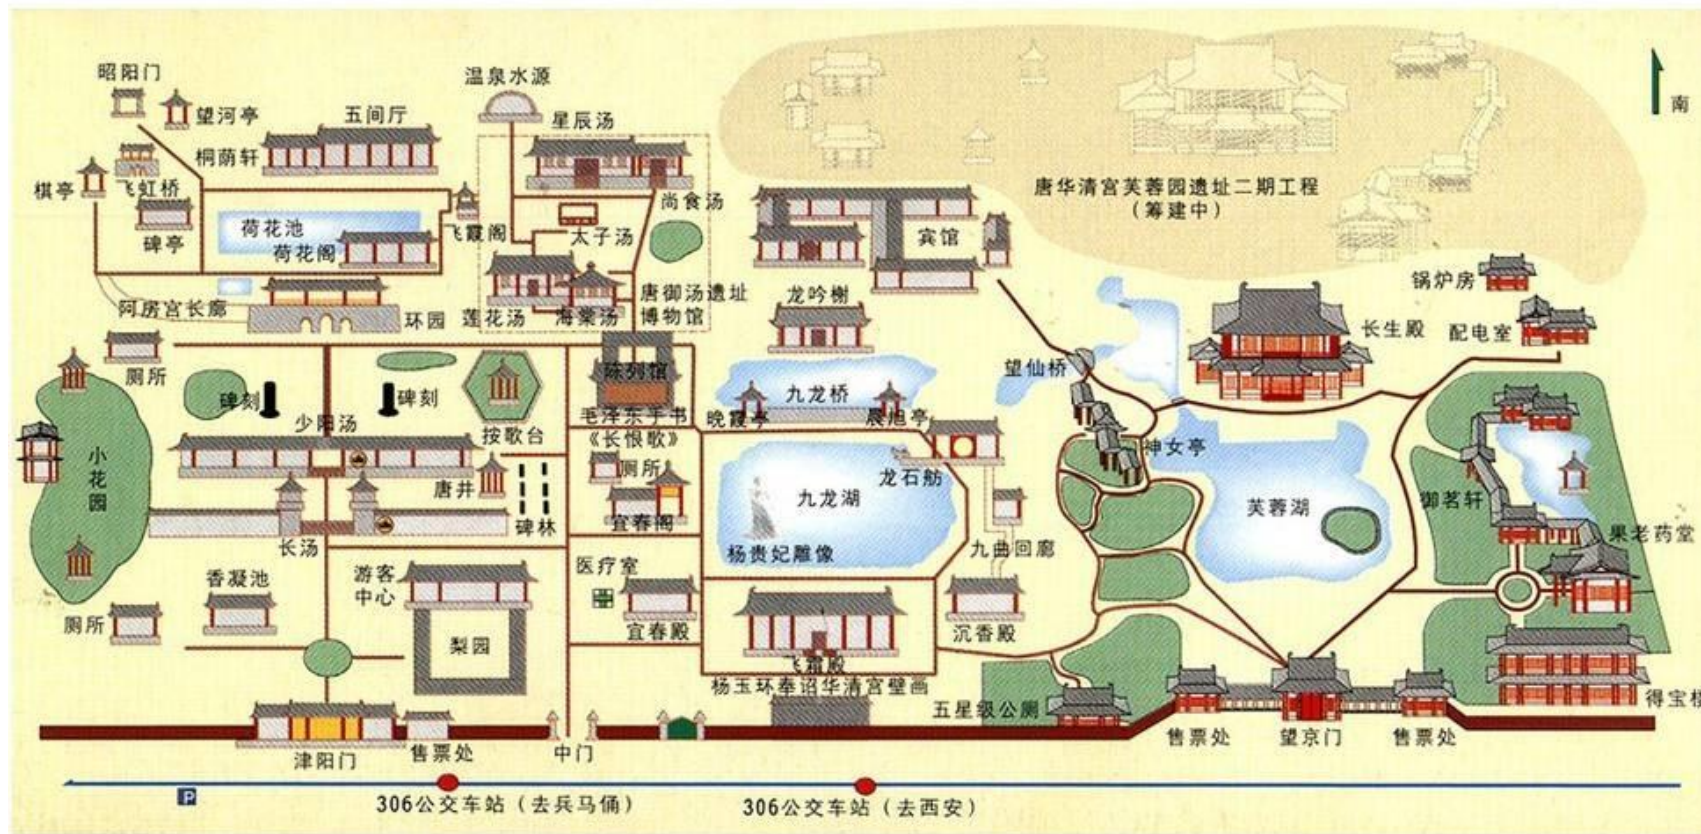 昭阳门
温泉水源
南
望河亭
五间厅
星辰汤
桐荫轩
棋亭
飞虹桥
尚食汤
唐华清宫芙蓉园遗址二期工程
（筹建中）
荷花池
飞霞阁
太子汤
宾馆
碑亭
荷花阁
锅炉房
阿房宫长廊
环园
莲花汤
海棠汤
唐御汤遗址
博物馆
龙吟榭
长生殿
配电室
厕所
陈列馆
望仙桥
碑刻
碑刻
九龙桥
少阳汤
按歌台
毛泽东手书
《长恨歌》
晚霞亭
晨旭亭
神女亭
小花园
唐井
厕所
龙石舫
九龙湖
芙蓉湖
御茗轩
碑林
宜春阁
长汤
杨贵妃雕像
九曲回廊
果老药堂
香凝池
游客
中心
医疗室
厕所
梨园
宜春殿
沉香殿
飞霜殿
杨玉环奉诏华清宫壁画
五星级公厕
得宝楼
津阳门
售票处
中门
售票处
望京门
售票处
P
306公交车站（去兵马俑）
306公交车站（去西安）